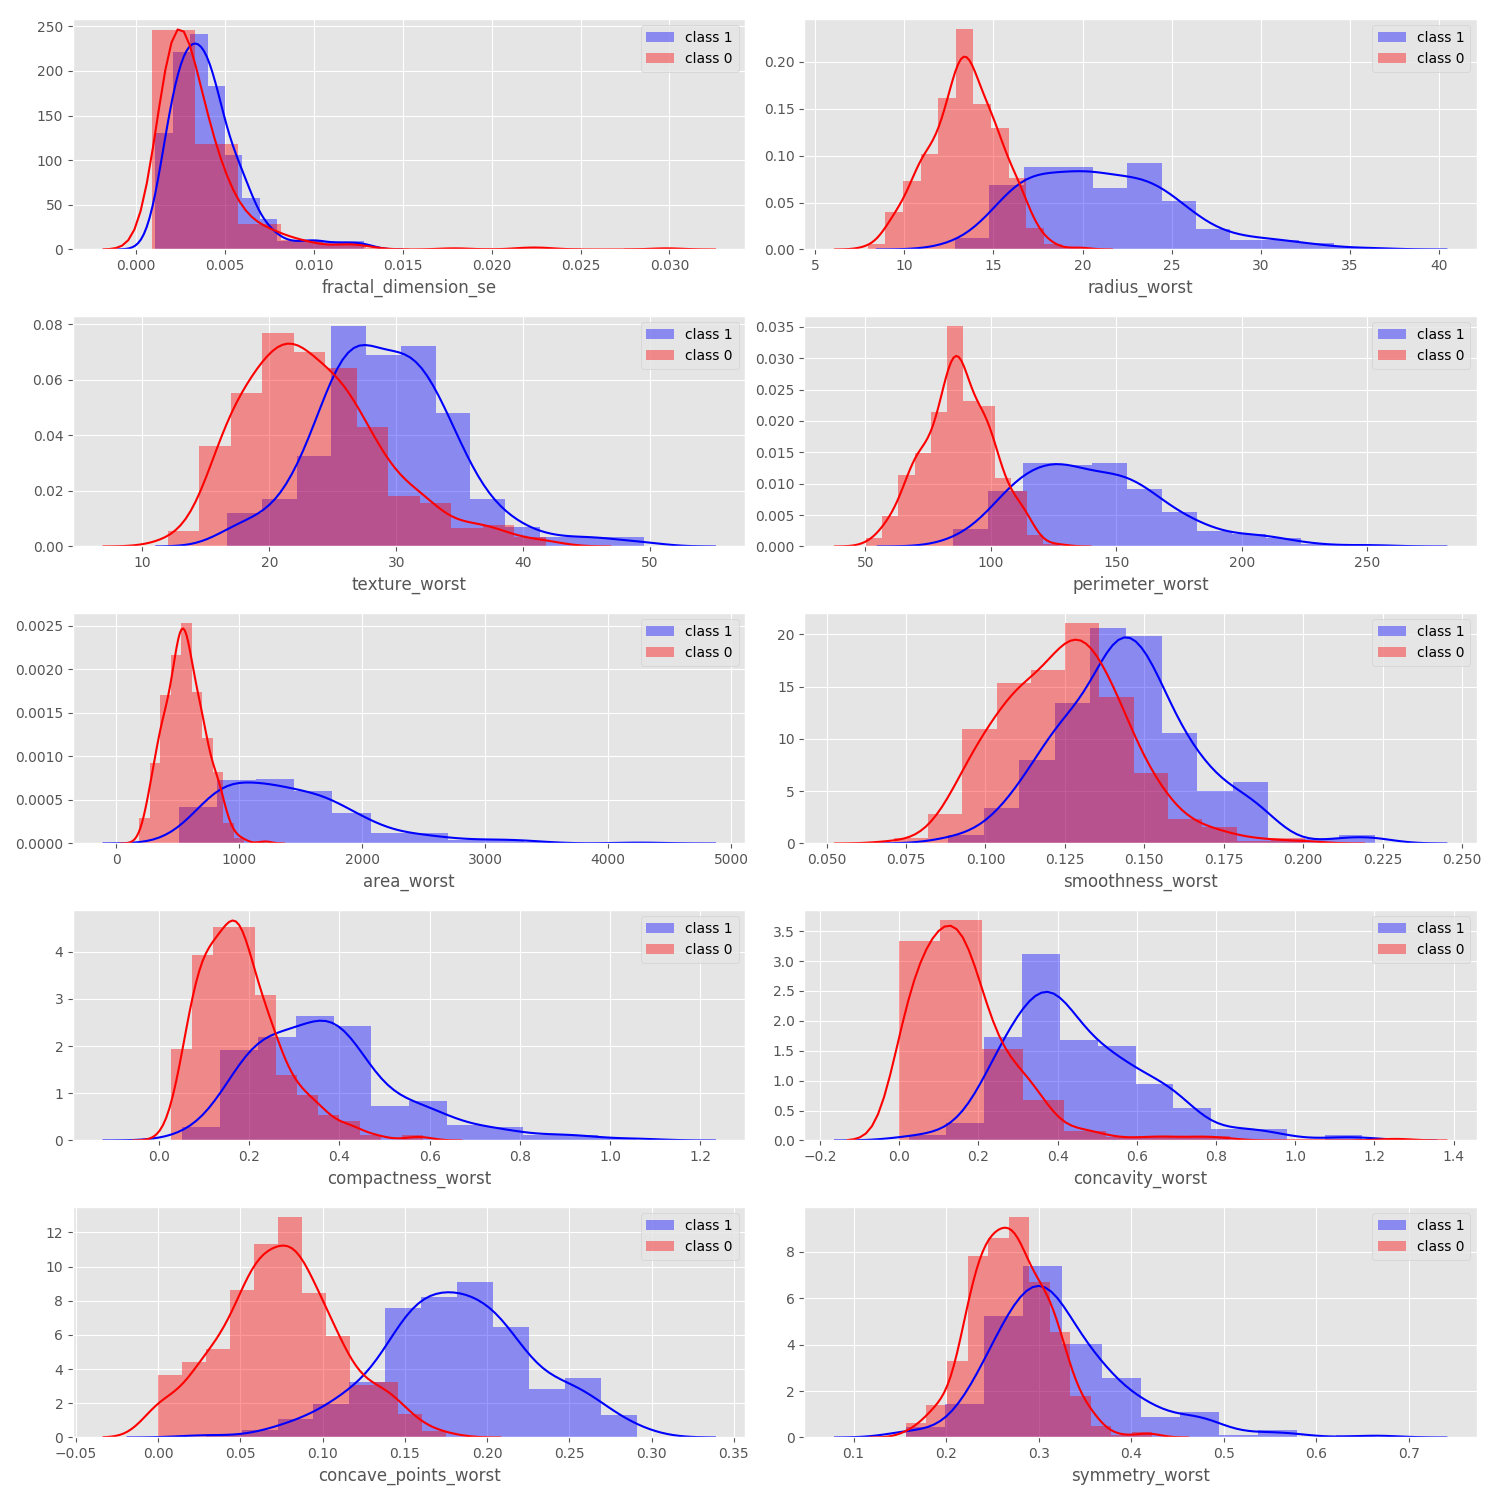 250
200
150
100
50
0
0.000 0.005 0.010 0.015 0.020 0.025 0.030
fractal_dimension_se
class 1
class 0
0.20
0.15
0.10
0.05
0.00
5 10 15 20 25 30 35 40
radius_worst
class 1
class 0
0.08
0.06
0.04
0.02
0.00
10 20 30 40 50
texture_worst
class 1
class 0
0.035
0.030
0.025
0.020
0.015
0.010
0.005
0.000
50 100 150 200 250
perimeter_worst
class 1
class 0
0.0025
0.0020
0.0015
0.0010
0.0005
0.0000
0 1000 2000 3000 4000 5000
area_worst
class 1
class 0
20
15
10
5
0
0.050 0.075 0.100 0.125 0.150 0.175 0.200 0.225 0.250
smoothness_worst
class 1
class 0
4
3
2
1
0
0.0 0.2 0.4 0.6 0.8 1.0 1.2
compactness_worst
class 1
class 0
3.5
3.0
2.5
2.0
1.5
1.0
0.5
0.0
−0.2 0.0 0.2 0.4 0.6 0.8 1.0 1.2 1.4
concavity_worst
class 1
class 0
12
10
8
6
4
2
0
−0.05 0.00 0.05 0.10 0.15 0.20 0.25 0.30 0.35
concave_points_worst
class 1
class 0
8
6
4
2
0
0.1 0.2 0.3 0.4 0.5 0.6 0.7
symmetry_worst
class 1
class 0